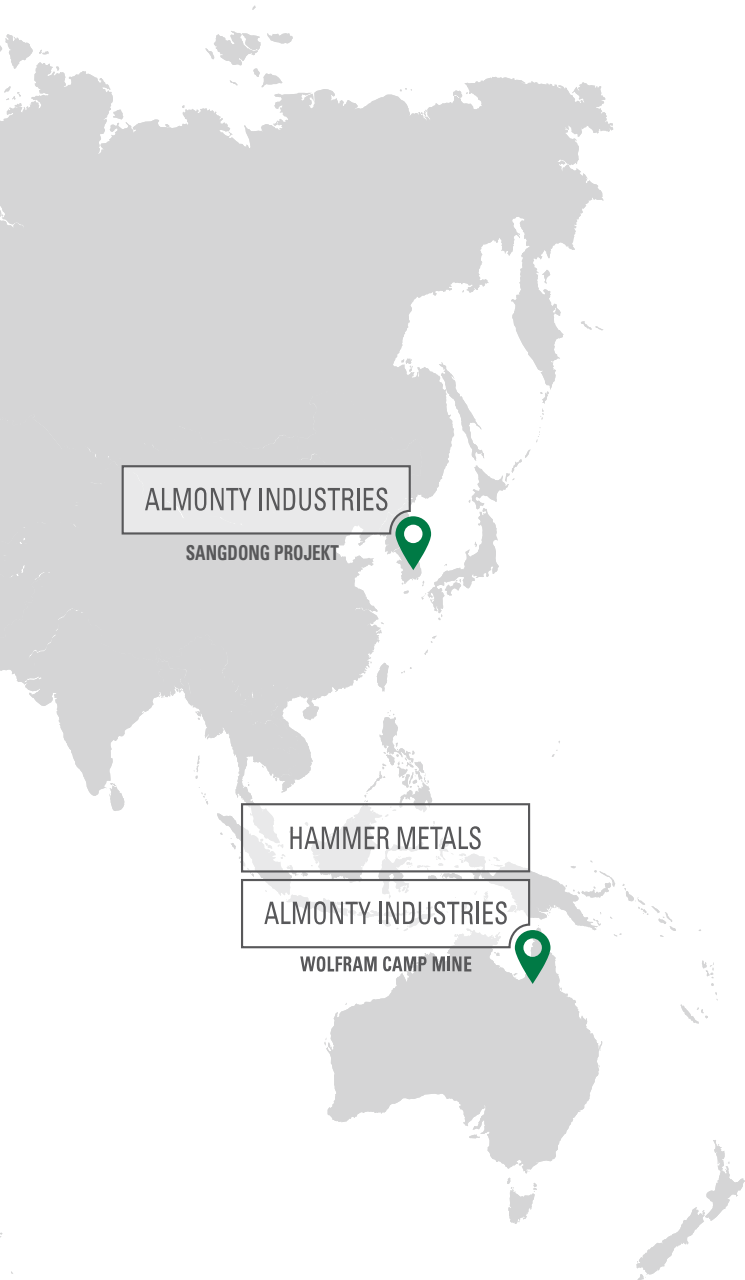 ALMONTY INDUSTRIES
SANGDONG PROJEKT
HAMMER METALS
ALMONTY INDUSTRIES
WOLFRAM CAMP MINE